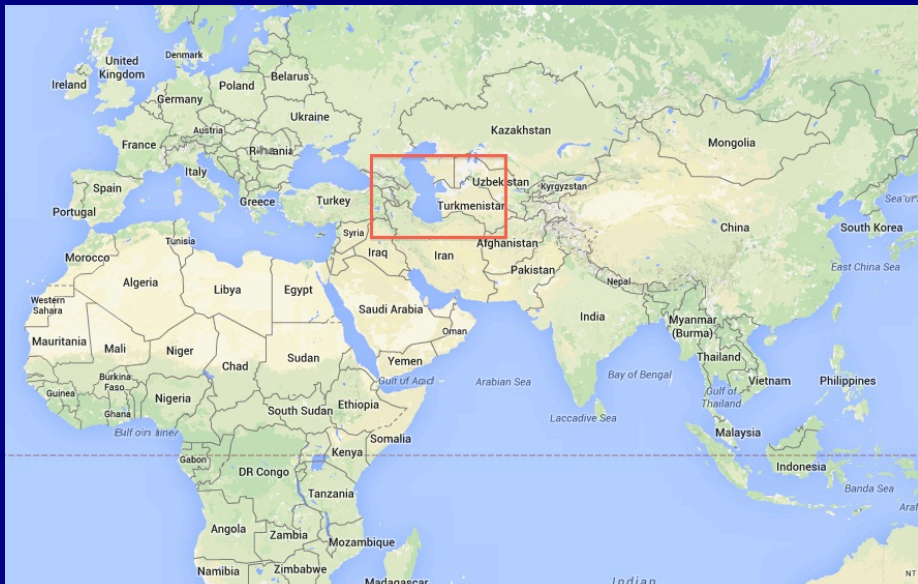 Denmark
United
Kingdom
Ireland
Belarus
Poland
Germany
Ukraine
Kazakhstan
Austria
France
Mongolia
Italy
Uzbekistan
Kyrgyzstan
Spain
Greece
Turkey
Turkmenistan
Portugal
Sea of
South Korea
China
Syria
Tunisia
Afghanistan
Morocco
Iraq
Iran
East China Sea
Pakistan
Algeria
Libya
Egypt
Nepal
Western
Sahara
Saudi Arabia
India
Myanmar
(Burma)
Oman
Mauritania
Mali
Niger
Sudan
Yemen
Thailand
Chad
Burkina
Faso
Arabian Sea
Bay of Bengal
Vietnam
Philippines
Guinea
Nigeria
Ethiopia
Gulf of
Thailand
Ghana
South Sudan
Laccadive Sea
Somalia
Malaysia
Kenya
Gabon
DR Congo
Indonesia
Banda Sea
Tanzania
Angola
Zambia
Mozambique
Namibia
Zimbabwe
Madagascar
Indian
NT